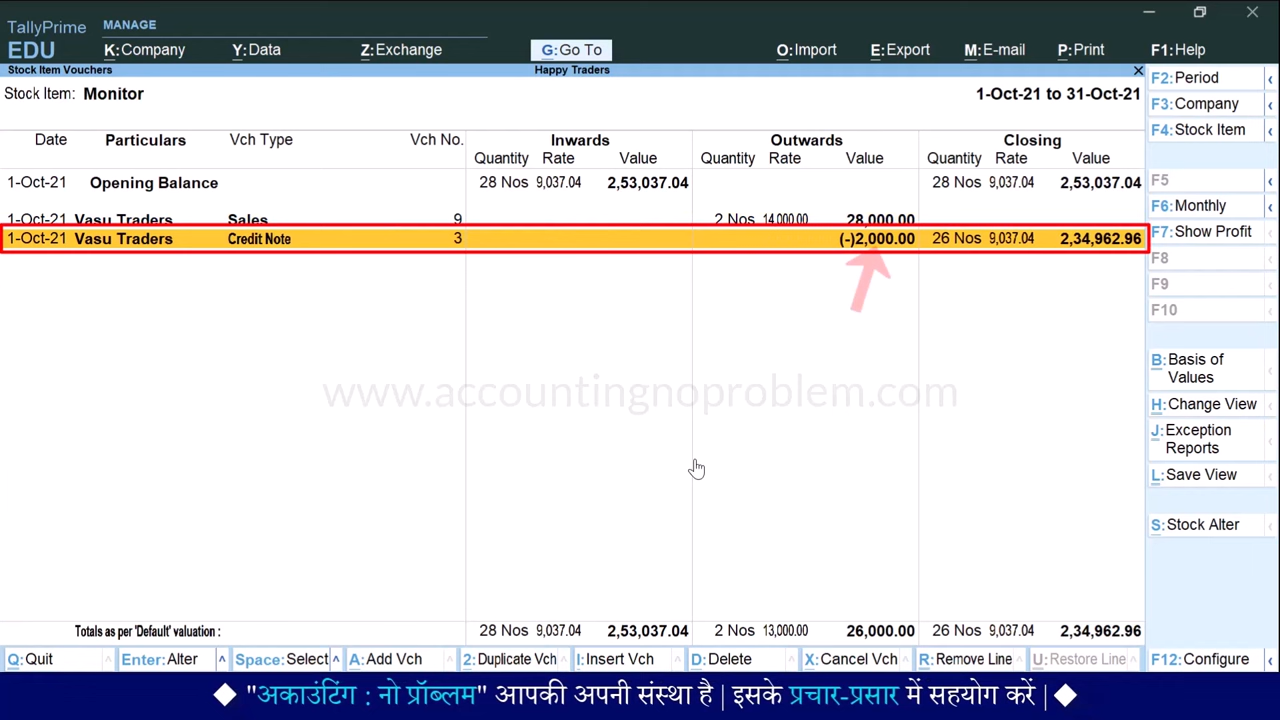 TallyPrime MANAGE
EDU K:Company Y:Data Z:Exchange G:Go To O:Import E:Export M:E-mail P:Print F1:Help
Stock Item Vouchers Happy Traders
Stock Item: Monitor 1-Oct-21 to 31-Oct-21
Date Particulars Vch Type Vch No. Inwards Outwards Closing
Quantity Rate Value Quantity Rate Value Quantity Rate Value
1-Oct-21 Opening Balance 28 Nos 9,037.04 2,53,037.04 28 Nos 9,037.04 2,53,037.04
1-Oct-21 Vasu Traders Sales 9 2 Nos 14,000.00 28,000.00
1-Oct-21 Vasu Traders Credit Note 3 (-)2,000.00 26 Nos 9,037.04 2,34,962.96
www.accountingnoproblem.com
Totals as per 'Default' valuation : 28 Nos 9,037.04 2,53,037.04 2 Nos 13,000.00 26,000.00 26 Nos 9,037.04 2,34,962.96
F2:Period
F3:Company
F4:Stock Item
F5
F6:Monthly
F7:Show Profit
F8
F9
F10
B:Basis of
Values
H:Change View
J:Exception
Reports
L:Save View
S:Stock Alter
Q:Quit Enter:Alter Space:Select A:Add Vch 2:Duplicate Vch I:Insert Vch D:Delete X:Cancel Vch R:Remove Line U:Restore Line F12:Configure
"अकाउंटिंग : नो प्रॉब्लम" आपकी अपनी संस्था है | इसके प्रचार-प्रसार में सहयोग करें |